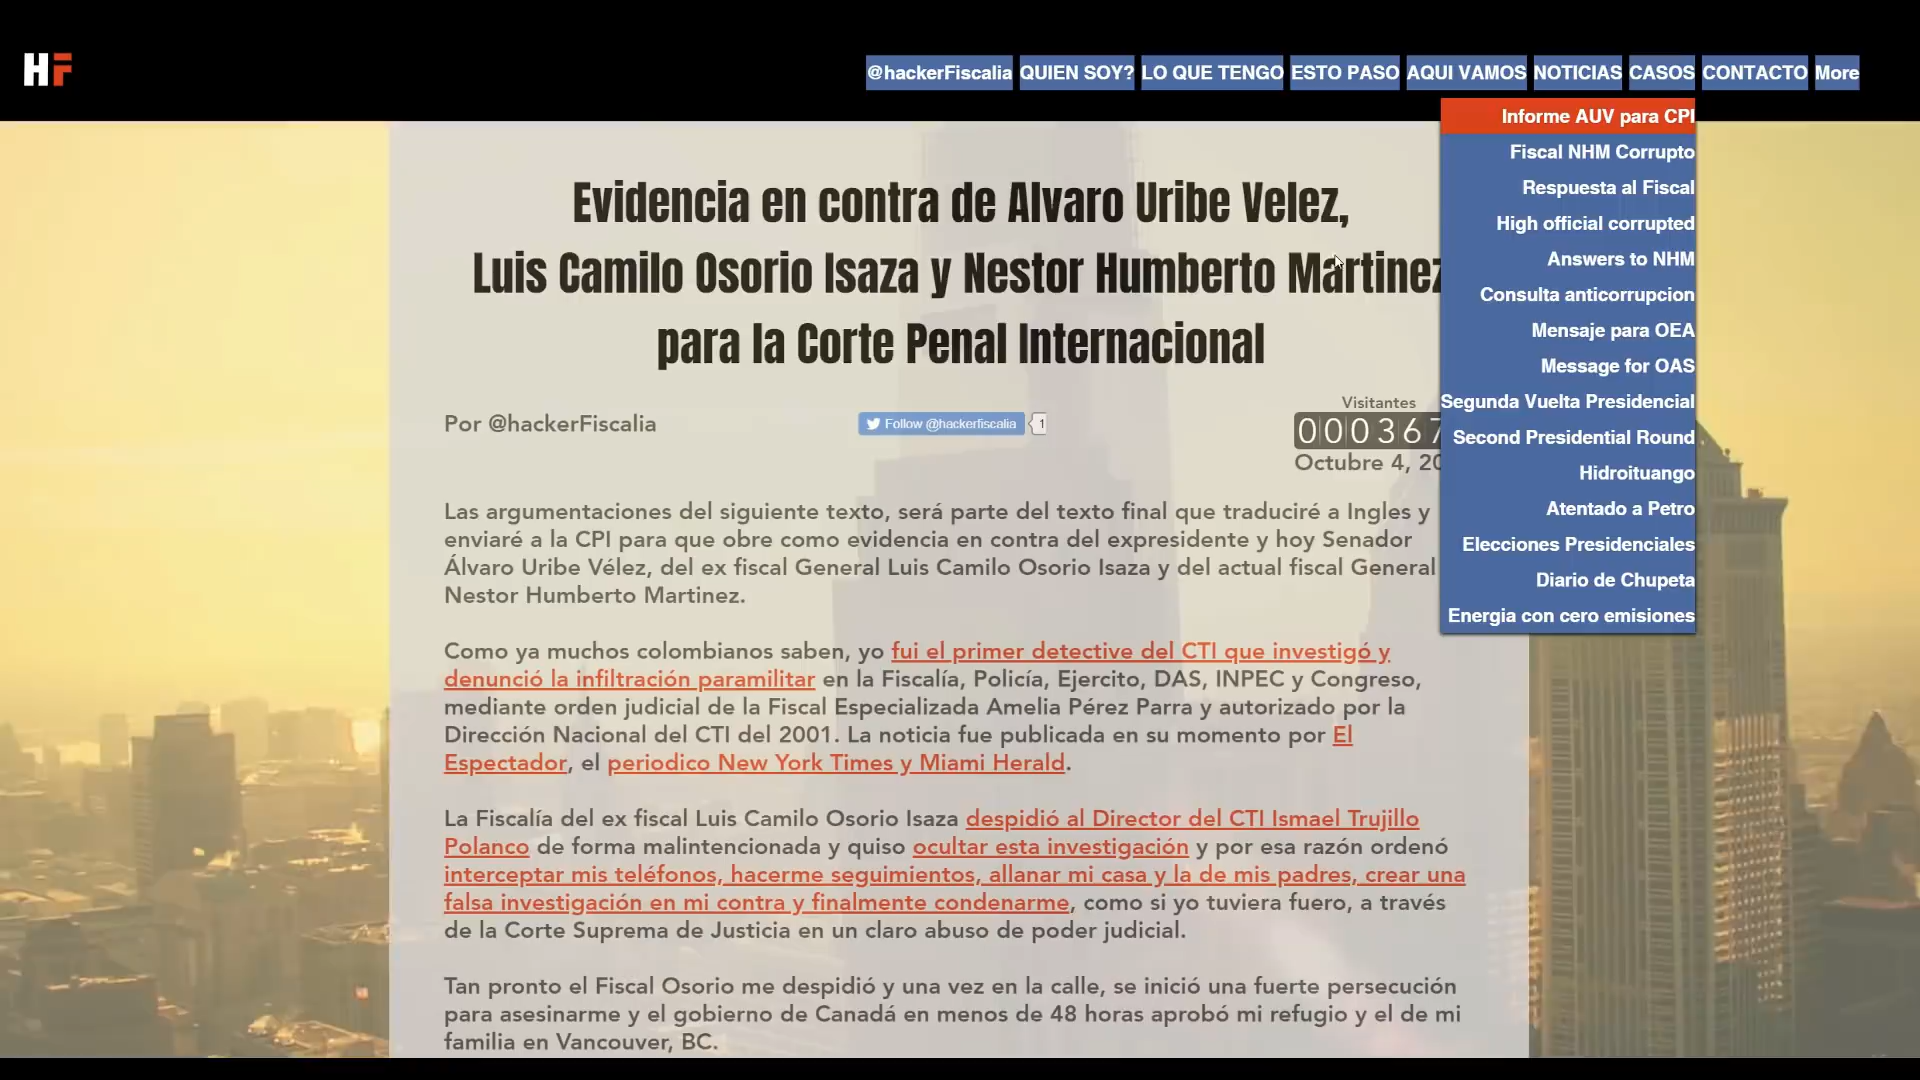 HF
@hackerFiscalia QUIEN SOY? LO QUE TENGO ESTO PASO AQUI VAMOS NOTICIAS CASOS CONTACTO More
Informe AUV para CPI
Fiscal NHM Corrupto
Respuesta al Fiscal
High official corrupted
Answers to NHM
Consulta anticorrupcion
Mensaje para OEA
Message for OAS
Segunda Vuelta Presidencial
Second Presidential Round
Hidroituango
Atentado a Petro
Elecciones Presidenciales
Diario de Chupeta
Energia con cero emisiones
Evidencia en contra de Alvaro Uribe Velez,
Luis Camilo Osorio Isaza y Nestor Humberto Martinez
para la Corte Penal Internacional
Por @hackerFiscalia
Follow @hackerfiscalia 1
Visitantes
000367
Octubre 4,
Las argumentaciones del siguiente texto, será parte del texto final que traduciré a Ingles y
enviaré a la CPI para que obre como evidencia en contra del expresidente y hoy Senador
Álvaro Uribe Vélez, del ex fiscal General Luis Camilo Osorio Isaza y del actual fiscal General
Nestor Humberto Martinez.
Como ya muchos colombianos saben, yo fui el primer detective del CTI que investigó y
denunció la infiltración paramilitar en la Fiscalía, Policía, Ejercito, DAS, INPEC y Congreso,
mediante orden judicial de la Fiscal Especializada Amelia Pérez Parra y autorizado por la
Dirección Nacional del CTI del 2001. La noticia fue publicada en su momento por El
Espectador, el periodico New York Times y Miami Herald.
La Fiscalía del ex fiscal Luis Camilo Osorio Isaza despidió al Director del CTI Ismael Trujillo
Polanco de forma malintencionada y quiso ocultar esta investigación y por esa razón ordenó
interceptar mis teléfonos, hacerme seguimientos, allanar mi casa y la de mis padres, crear una
falsa investigación en mi contra y finalmente condenarme, como si yo tuviera fuero, a través
de la Corte Suprema de Justicia en un claro abuso de poder judicial.
Tan pronto el Fiscal Osorio me despidió y una vez en la calle, se inició una fuerte persecución
para asesinarme y el gobierno de Canadá en menos de 48 horas aprobó mi refugio y el de mi
familia en Vancouver, BC.